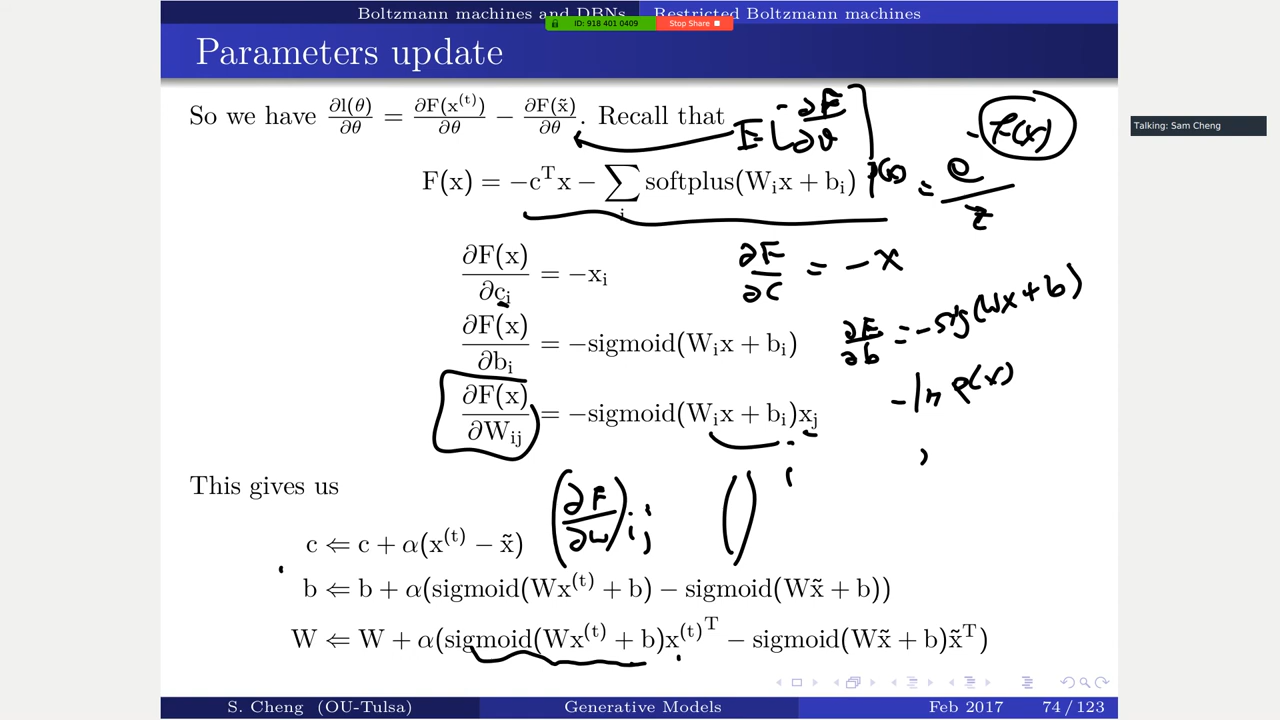 Boltzmann machines and DBNs Restricted Boltzmann machines
ID: 918 401 0409 Stop Share
Parameters update
So we have ∂l(θ)/∂θ = ∂F(x^(t))/∂θ − ∂F(x̃)/∂θ. Recall that
E[-∂F/∂θ]
-F(x)
F(x) = −c^T x − ∑_i softplus(W_i x + b_i)
p(x) = e/Z
Talking: Sam Cheng
∂F(x)/∂c_i = −x_i
∂F/∂c = -x
∂F(x)/∂b_i = −sigmoid(W_i x + b_i)
∂F/∂b = -sig(Wx+b)
-ln p(x)
∂F(x)/∂W_ij = −sigmoid(W_i x + b_i)x_j
i
This gives us
(∂F/∂W)ij ( )
c ⇐ c + α(x^(t) − x̃)
b ⇐ b + α(sigmoid(Wx^(t) + b) − sigmoid(Wx̃ + b))
W ⇐ W + α(sigmoid(Wx^(t) + b)x^(t)^T − sigmoid(Wx̃ + b)x̃^T)
S. Cheng (OU-Tulsa) Generative Models Feb 2017 74 / 123